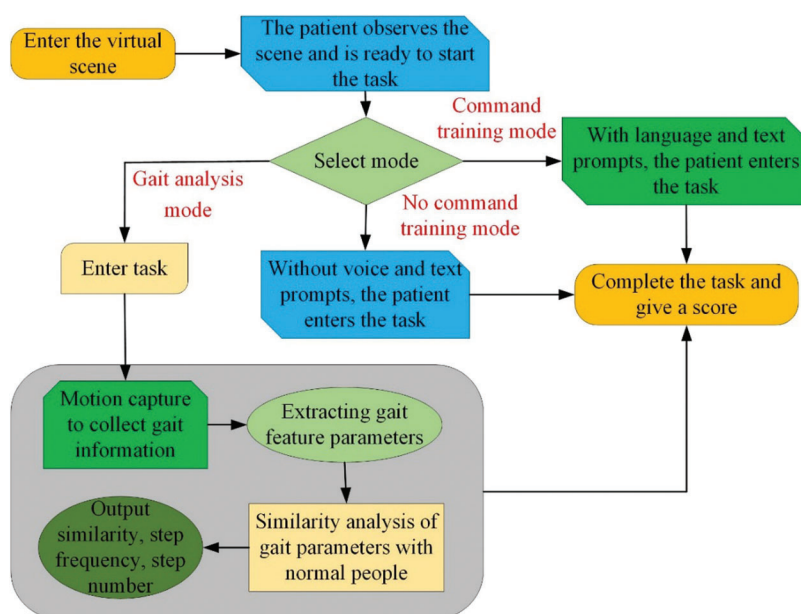 Enter the virtual
scene
The patient observes the
scene and is ready to start
the task
Select mode
Command
training mode
With language and text
prompts, the patient enters
the task
Gait analysis
mode
No command
training mode
Enter task
Without voice and text
prompts, the patient
enters the task
Complete the task and
give a score
Motion capture
to collect gait
information
Extracting gait
feature parameters
Similarity analysis of
gait parameters with
normal people
Output
similarity, step
frequency, step
number